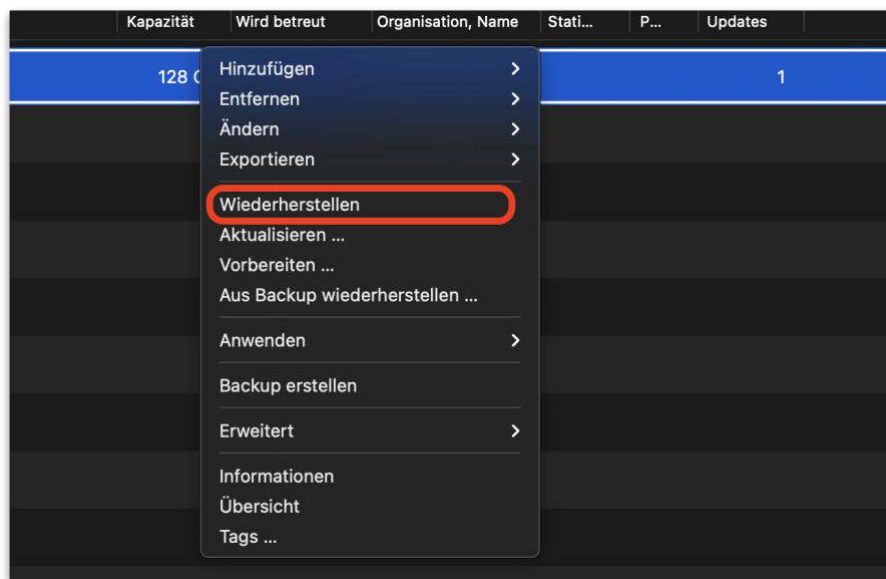 Kapazität Wird betreut Organisation, Name Stati... P... Updates
128 1
Hinzufügen
Entfernen
Ändern
Exportieren
Wiederherstellen
Aktualisieren ...
Vorbereiten ...
Aus Backup wiederherstellen ...
Anwenden
Backup erstellen
Erweitert
Informationen
Übersicht
Tags ...